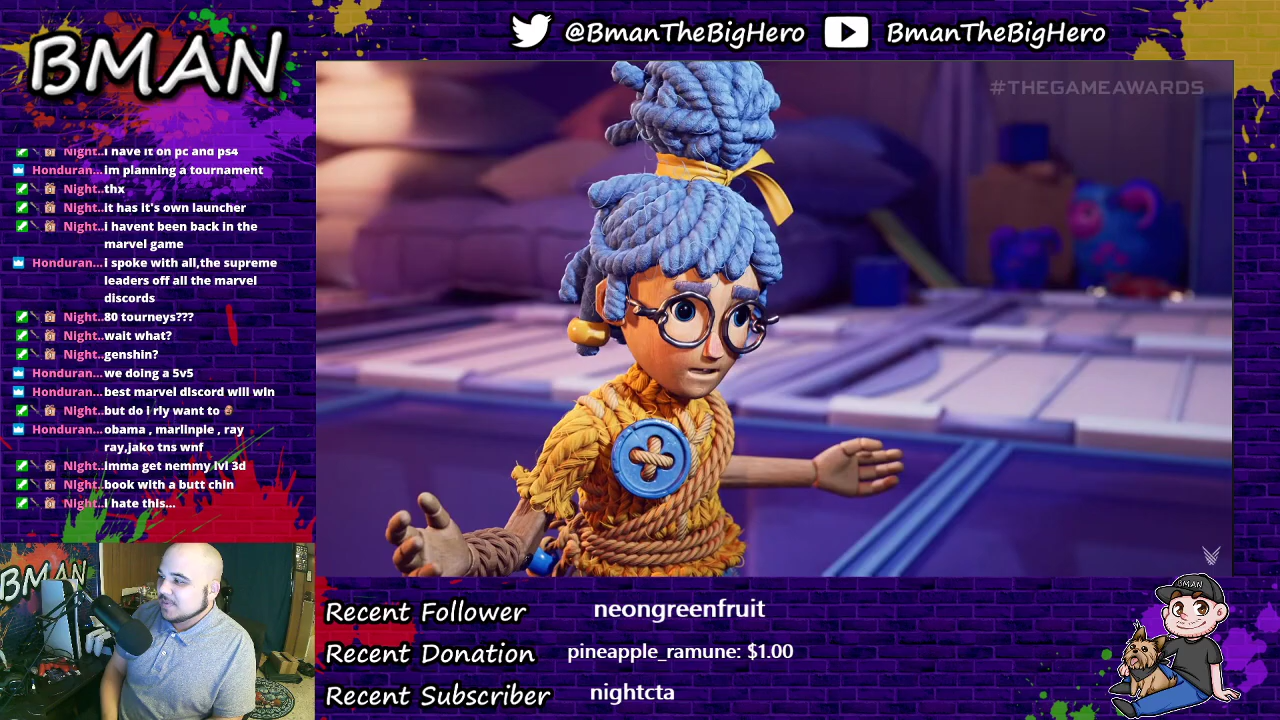 BMAN
@BmanTheBigHero
BmanTheBigHero
#THEGAMEAWARDS
Night..i have it on pc and ps4
Honduran...im planning a tournament
Night..thx
Night..it has it's own launcher
Night..i havent been back in the
marvel game
Honduran...i spoke with all,the supreme
leaders off all the marvel
discords
Night..80 tourneys???
Night..wait what?
Night..genshin?
Honduran...we doing a 5v5
Honduran...best marvel discord will win
Night..but do i rly want to
Honduran...obama , marlinpie , ray
ray,jako tns wnf
Night..imma get nemmy lvl 3d
Night..book with a butt chin
Night..i hate this...
BMAN
Recent Follower neongreenfruit
Recent Donation pineapple_ramune: $1.00
Recent Subscriber nightcta
BMAN